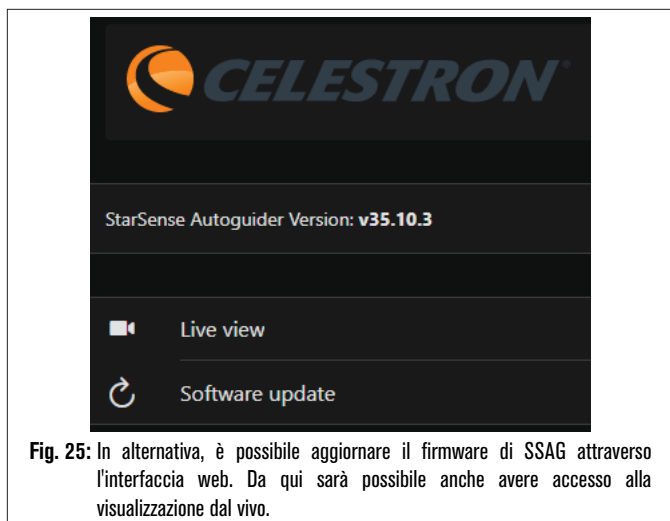 CELESTRON®
StarSense Autoguider Version: v35.10.3
Live view
Software update
Fig. 25: In alternativa, è possibile aggiornare il firmware di SSAG attraverso
l'interfaccia web. Da qui sarà possibile anche avere accesso alla
visualizzazione dal vivo.